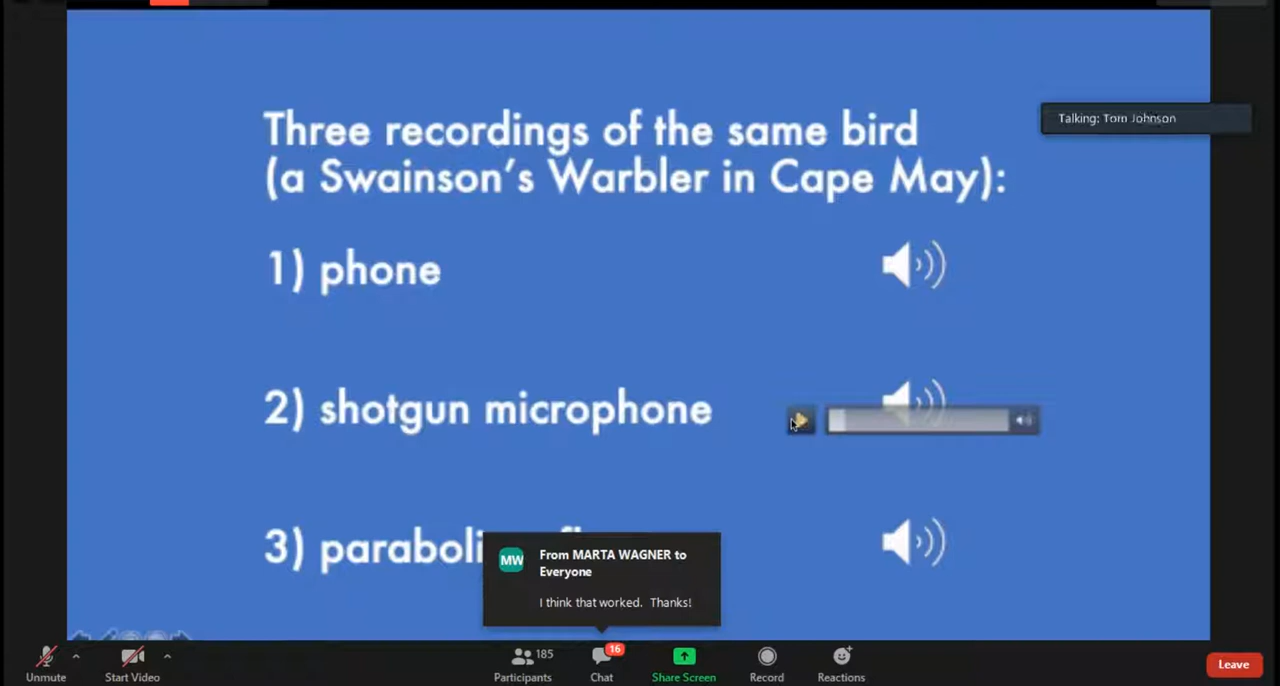 Three recordings of the same bird
(a Swainson's Warbler in Cape May):
Talking: Tom Johnson
1) phone
2) shotgun microphone
3)
MW
From MARTA WAGNER to
Everyone
I think that worked. Thanks!
Unmute
Start Video
185
Participants
16
Chat
Share Screen
Record
Reactions
Leave